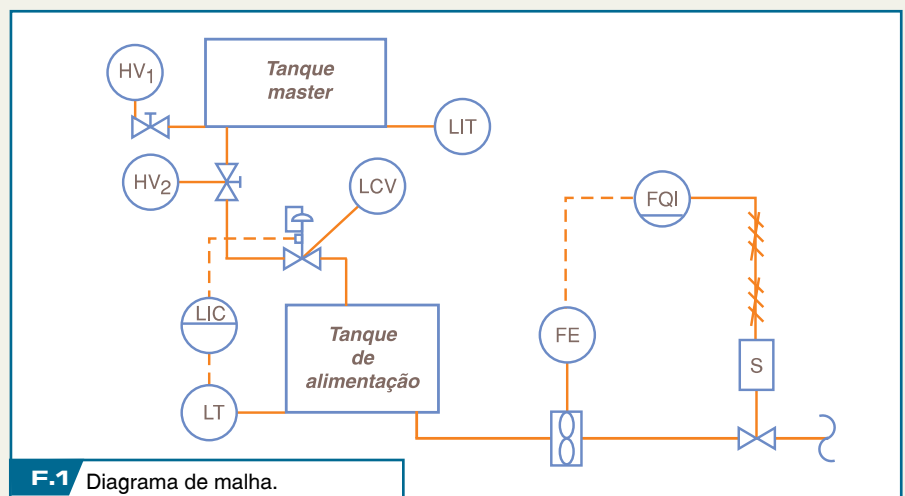 HV1
Tanque
master
LIT
HV2
LCV
FQI
LIC
Tanque
de
alimentação
FE
S
LT
F.1 Diagrama de malha.